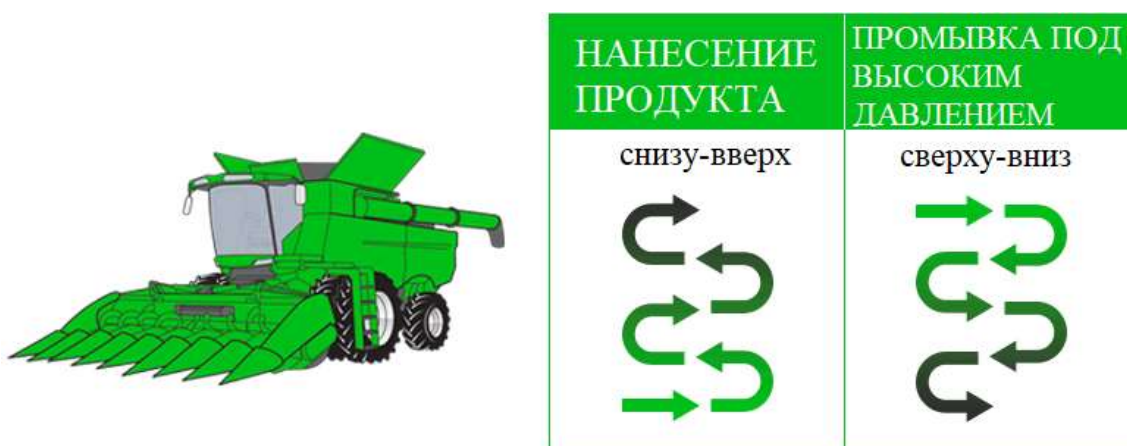 НАНЕСЕНИЕ
ПРОДУКТА
ПРОМЫВКА ПОД
ВЫСОКИМ
ДАВЛЕНИЕМ
снизу-вверх
сверху-вниз